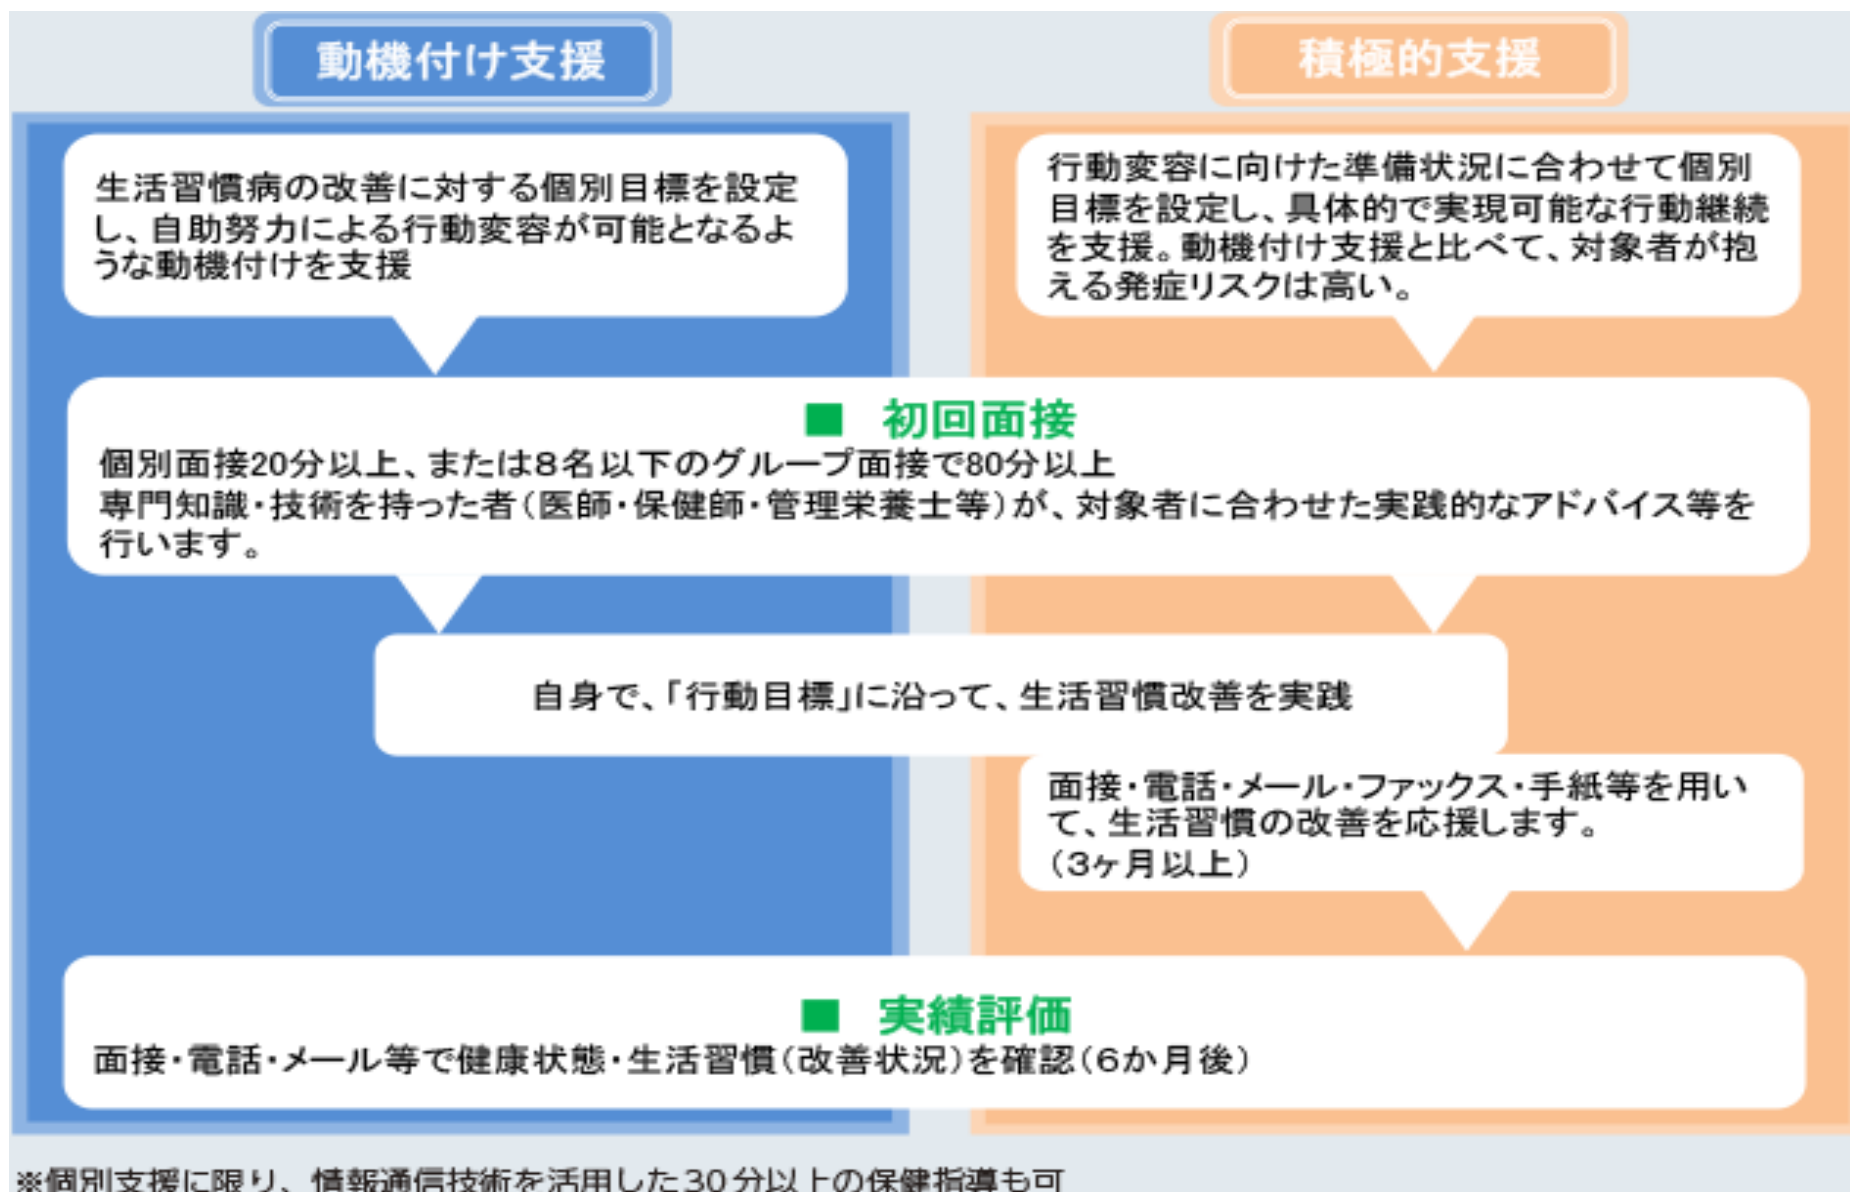 動機付け支援
積極的支援
生活習慣病の改善に対する個別目標を設定
し、自助努力による行動変容が可能となるよ
うな動機付けを支援
行動変容に向けた準備状況に合わせて個別
目標を設定し、具体的で実現可能な行動継続
を支援。動機付け支援と比べて、対象者が抱
える発症リスクは高い。
■ 初回面接
個別面接20分以上、または8名以下のグループ面接で80分以上
専門知識・技術を持った者(医師・保健師・管理栄養士等)が、対象者に合わせた実践的なアドバイス等を
行います。
自身で、「行動目標」に沿って、生活習慣改善を実践
面接・電話・メール・ファックス・手紙等を用い
て、生活習慣の改善を応援します。
(3ヶ月以上)
■ 実績評価
面接・電話・メール等で健康状態・生活習慣(改善状況)を確認(6か月後)
※個別支援に限り、情報通信技術を活用した30分以上の保健指導も可